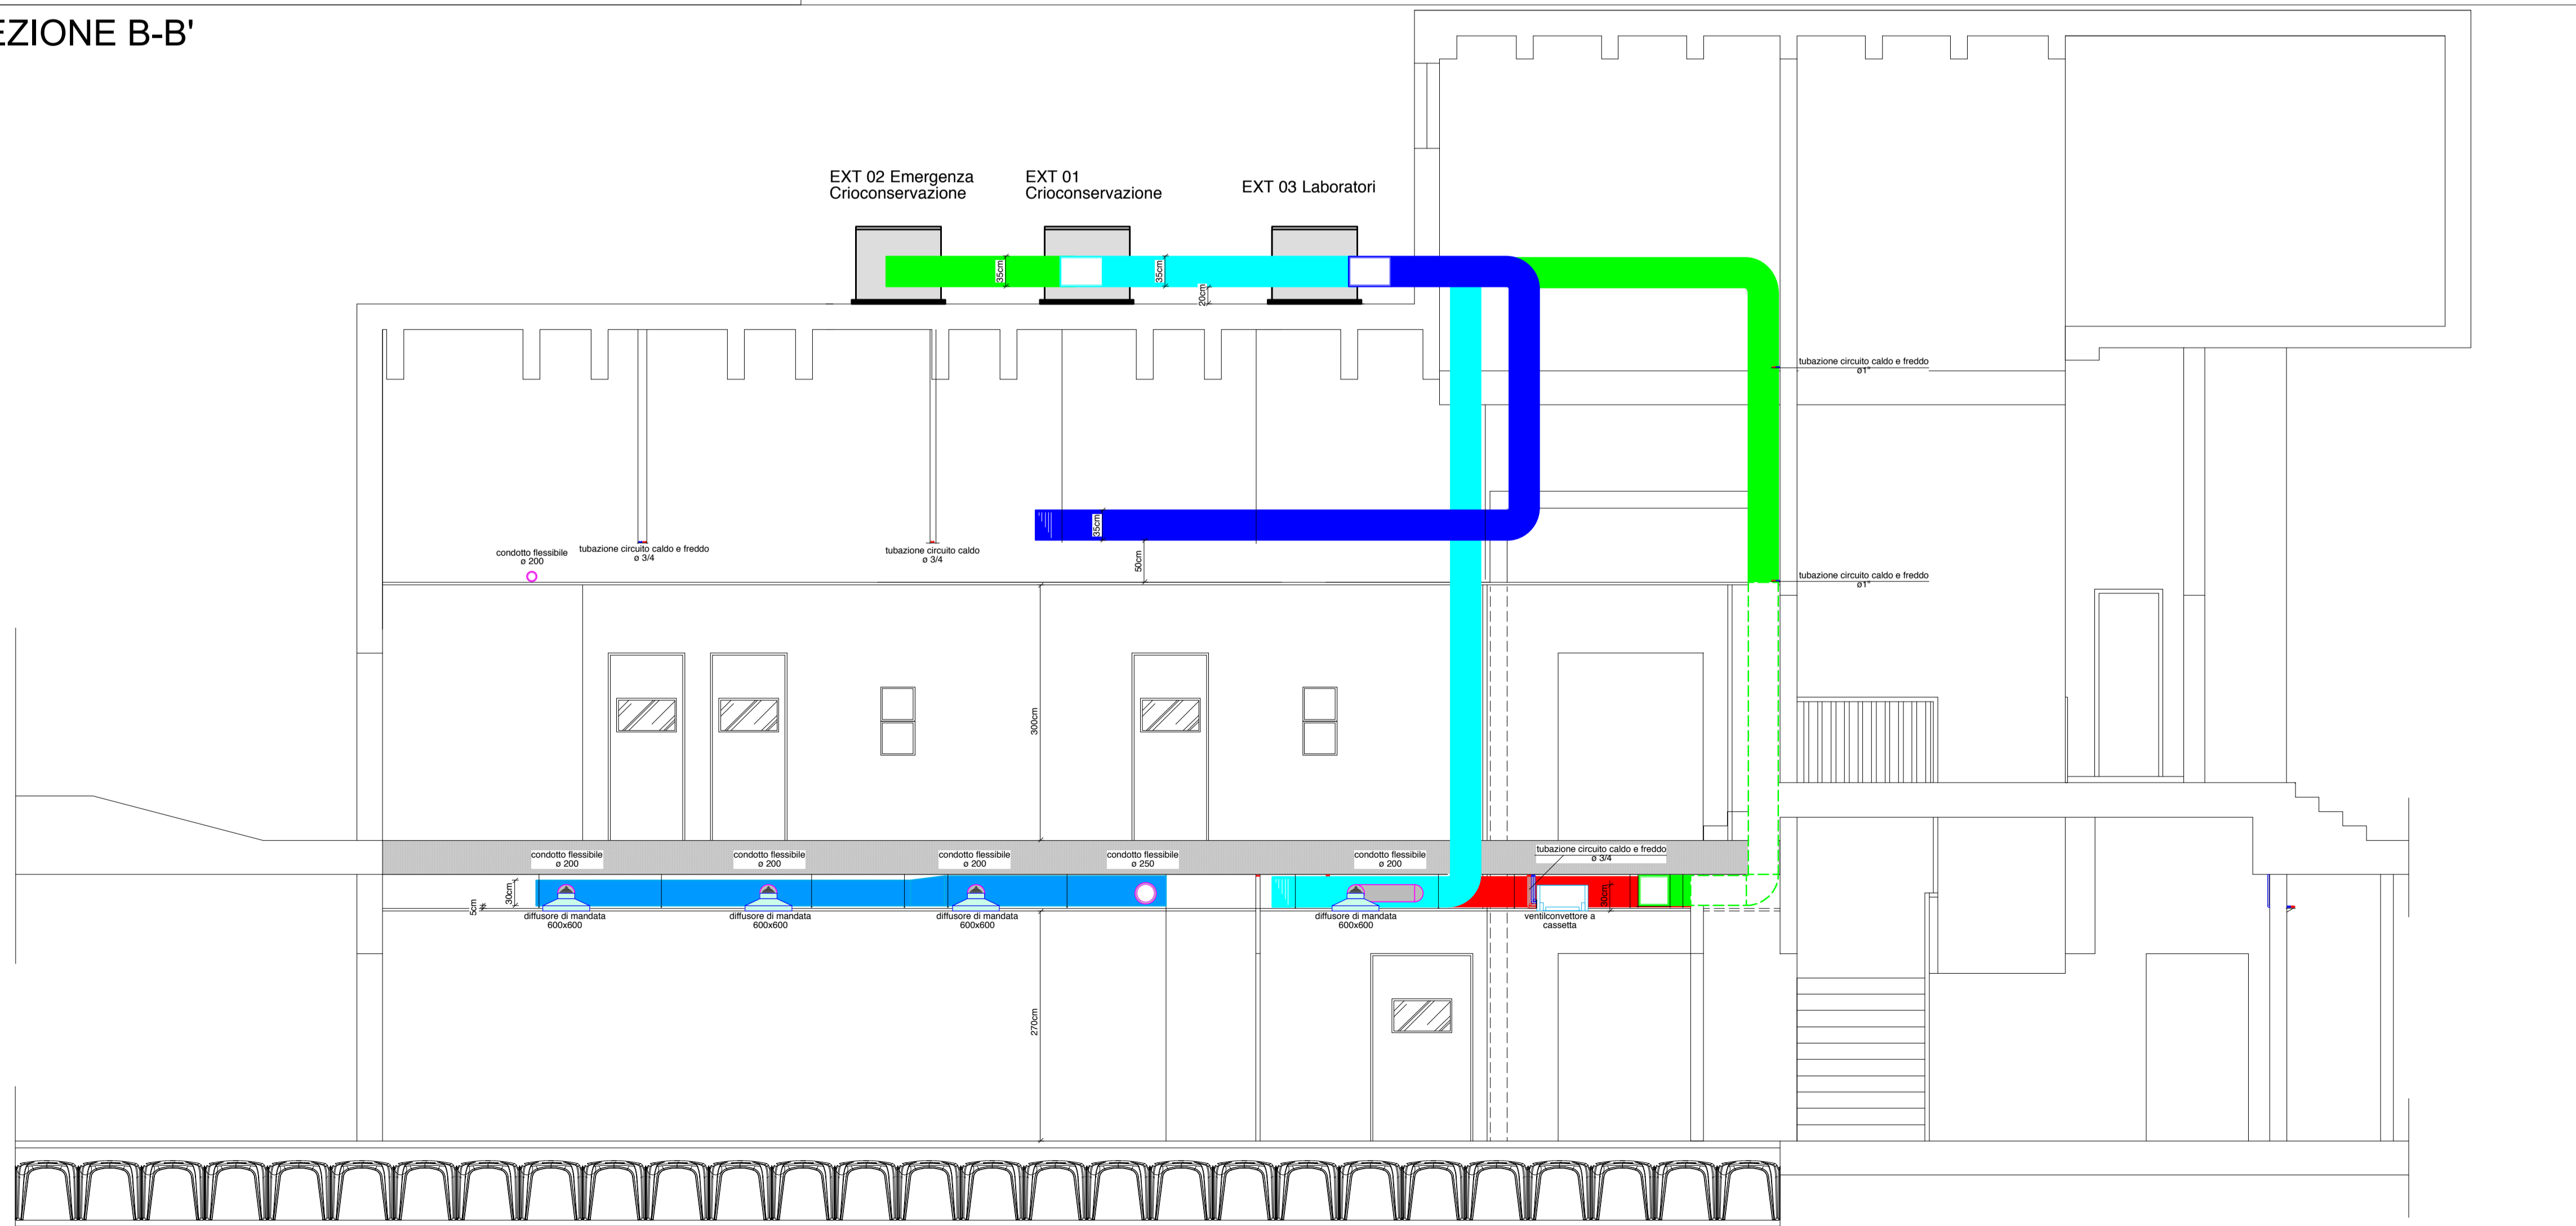 EZIONE B-B'
EXT 02 Emergenza
Crioconservazione
EXT 01
Crioconservazione
EXT 03 Laboratori
35cm
35cm
20cm
tubazione circuito caldo e freddo
ø1"
35cm
condotto flessibile
ø 200
tubazione circuito caldo e freddo
ø 3/4
tubazione circuito caldo
ø 3/4
50cm
tubazione circuito caldo e freddo
ø1"
300cm
condotto flessibile
ø 200
condotto flessibile
ø 200
condotto flessibile
ø 200
condotto flessibile
ø 250
condotto flessibile
ø 200
tubazione circuito caldo e freddo
ø 3/4
30cm
5cm
30cm
diffusore di mandata
600x600
diffusore di mandata
600x600
diffusore di mandata
600x600
diffusore di mandata
600x600
ventilconvettore a
cassetta
270cm